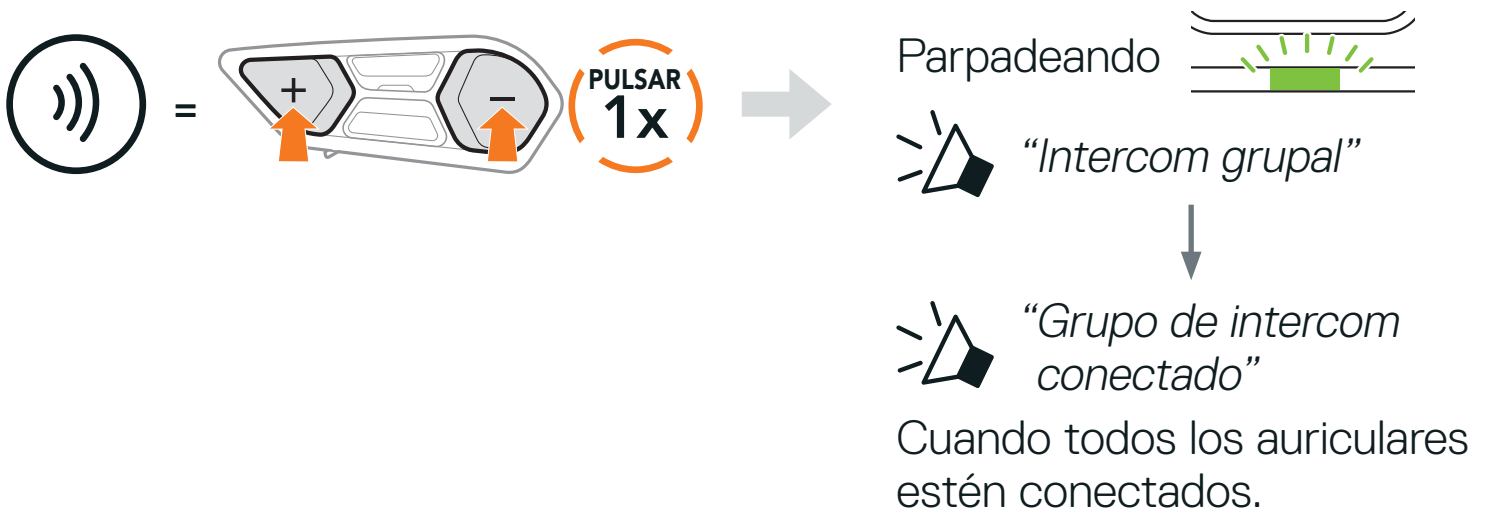 =
+
–
PULSAR
1x
Parpadeando
“Intercom grupal”
“Grupo de intercom
conectado”
Cuando todos los auriculares
estén conectados.